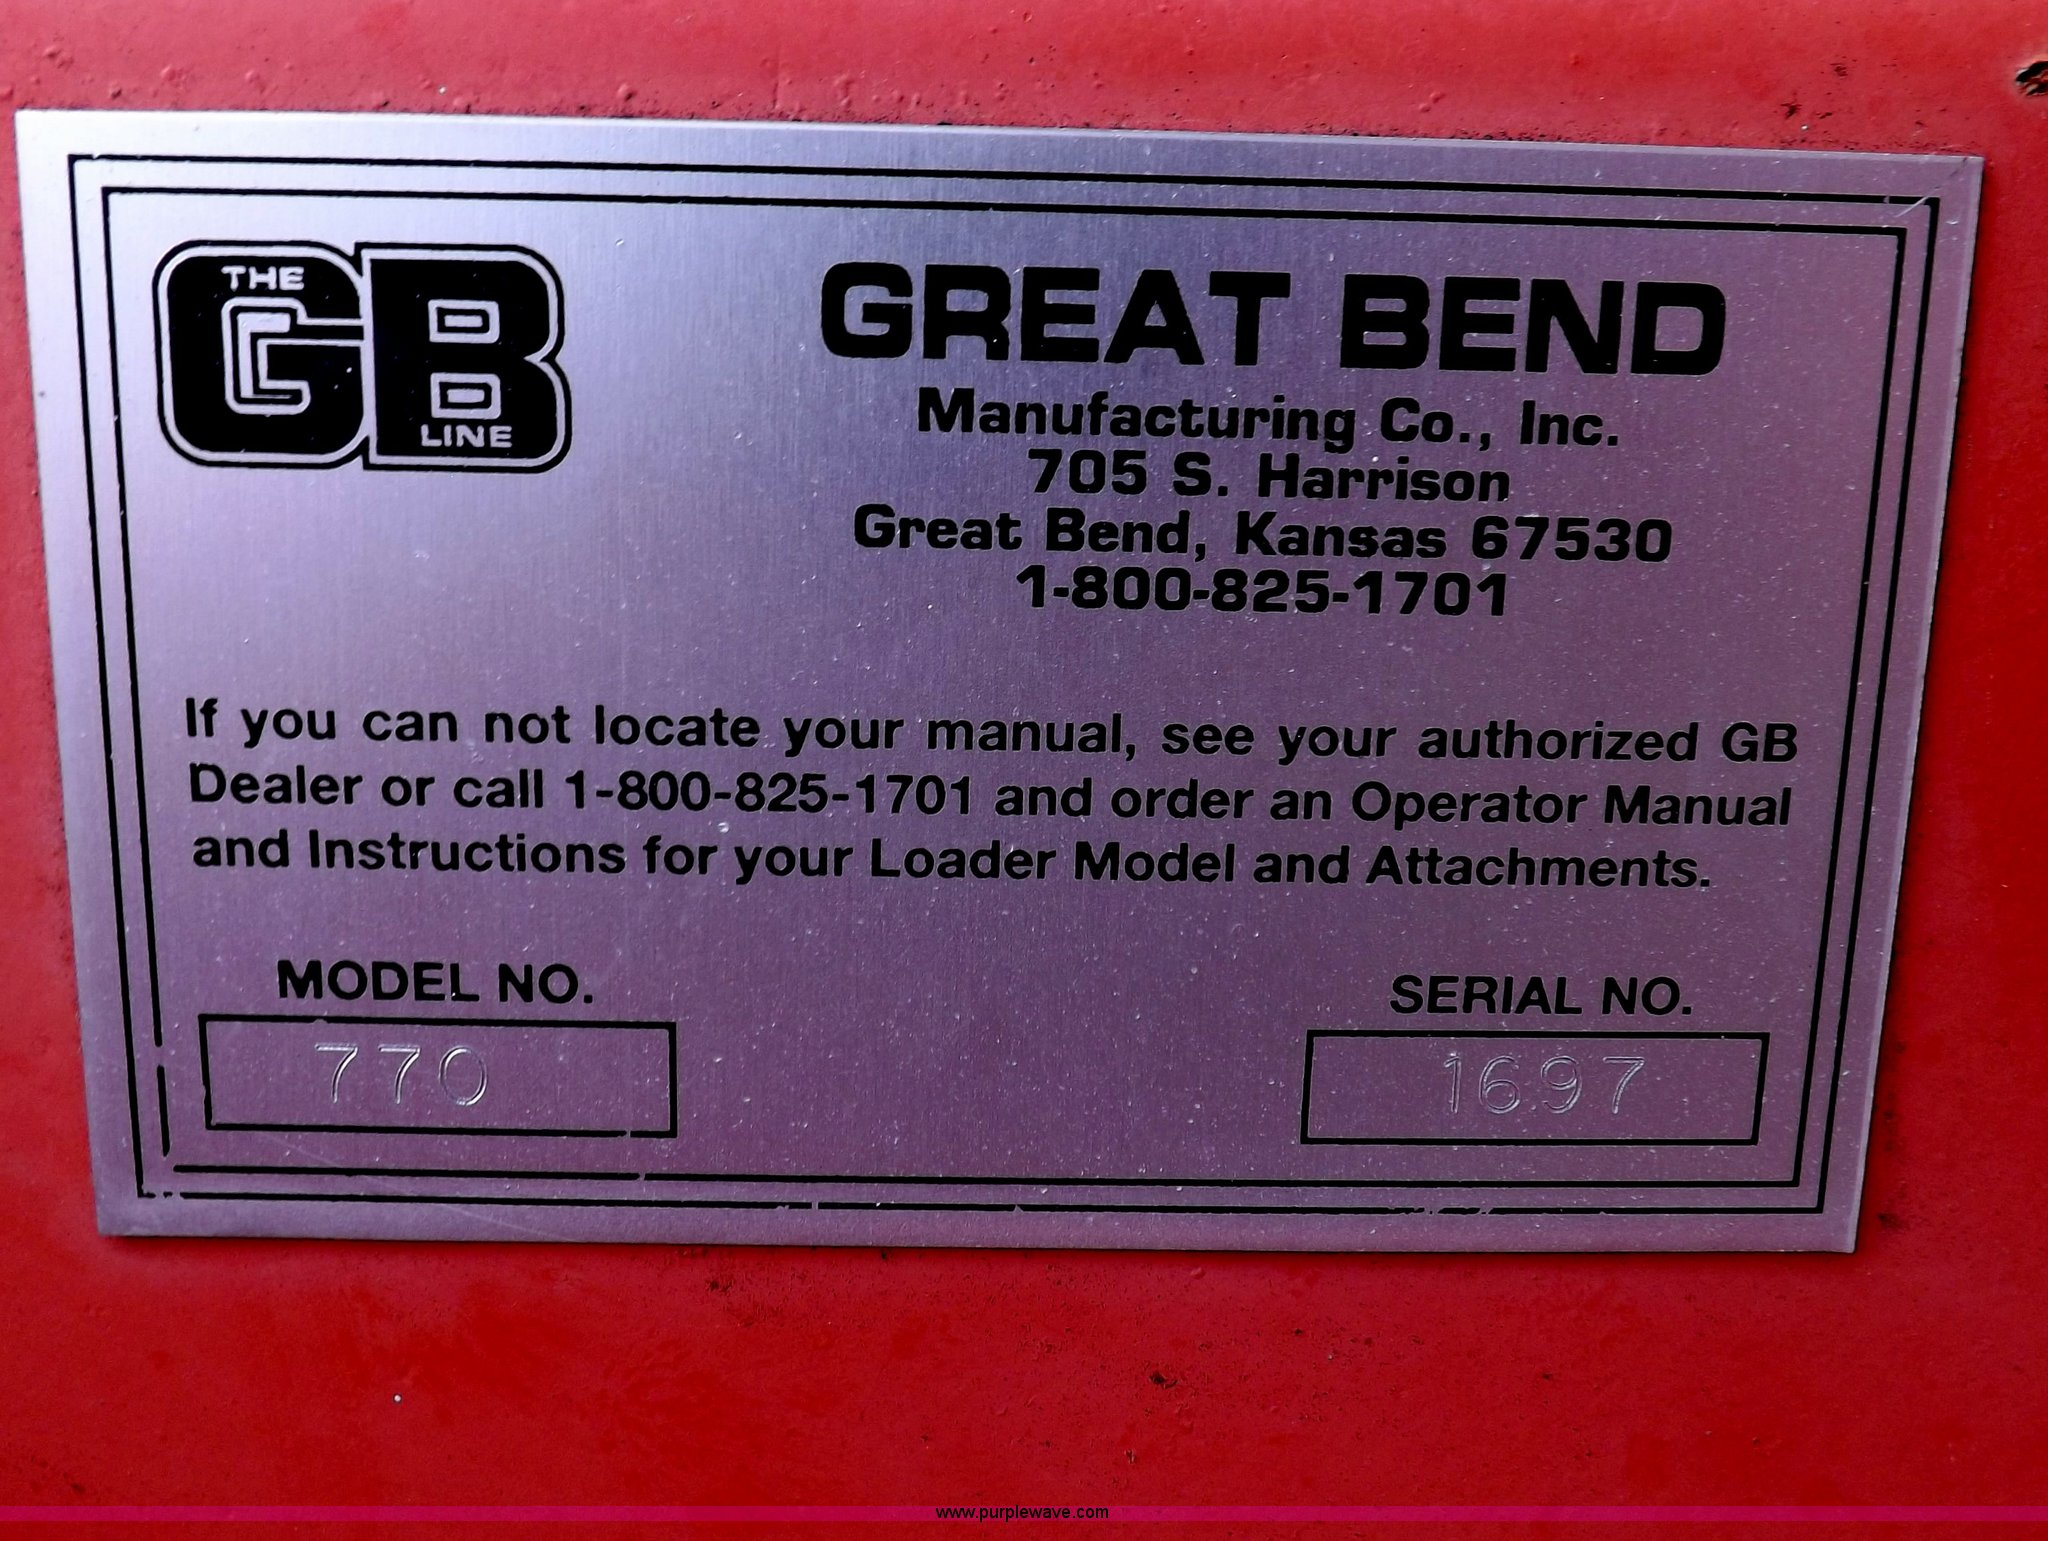 THE
GB
LINE
GREAT BEND
Manufacturing Co., Inc.
705 S. Harrison
Great Bend, Kansas 67530
1-800-825-1701
If you can not locate your manual, see your authorized GB
Dealer or call 1-800-825-1701 and order an Operator Manual
and Instructions for your Loader Model and Attachments.
MODEL NO.
770
SERIAL NO.
1697
www.purplewave.com